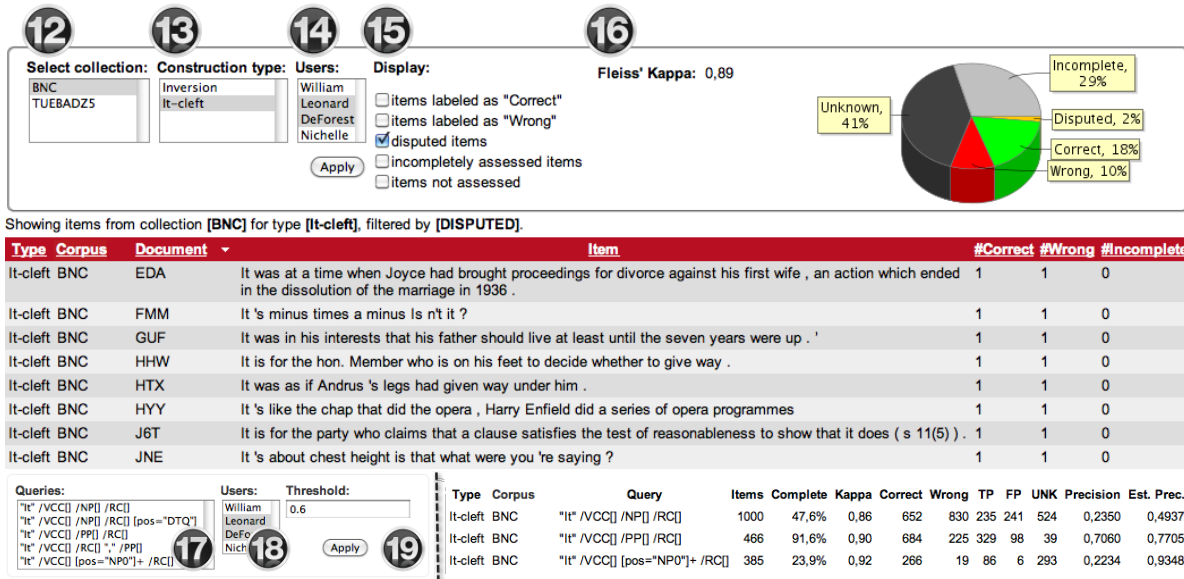 12 13 14 15 16
Select collection: Construction type: Users: Display:
BNC
TUEBADZ5
Inversion
It-cleft
William
Leonard
DeForest
Nichelle
Apply
items labeled as "Correct"
items labeled as "Wrong"
disputed items
incompletely assessed items
items not assessed
Fleiss' Kappa: 0,89
Incomplete,
29%
Unknown,
41%
Disputed, 2%
Correct, 18%
Wrong, 10%
Showing items from collection [BNC] for type [It-cleft], filtered by [DISPUTED].
Type Corpus Document Item #Correct #Wrong #Incomplete
It-cleft BNC EDA It was at a time when Joyce had brought proceedings for divorce against his first wife , an action which ended 1 1 0
in the dissolution of the marriage in 1936 .
It-cleft BNC FMM It 's minus times a minus Is n't it ? 1 1 0
It-cleft BNC GUF It was in his interests that his father should live at least until the seven years were up . ' 1 1 0
It-cleft BNC HHW It is for the hon. Member who is on his feet to decide whether to give way . 1 1 0
It-cleft BNC HTX It was as if Andrus 's legs had given way under him . 1 1 0
It-cleft BNC HYY It 's like the chap that did the opera , Harry Enfield did a series of opera programmes 1 1 0
It-cleft BNC J6T It is for the party who claims that a clause satisfies the test of reasonableness to show that it does ( s 11(5) ) . 1 1 0
It-cleft BNC JNE It 's about chest height is that what were you 're saying ? 1 1 0
Queries: Users: Threshold:
"It" /VCC[] /NP[] /RC[]
"It" /VCC[] /NP[] /RC[] [pos="DTQ"]
"It" /VCC[] /PP[] /RC[]
"It" /VCC[] /RC[] "," /PP[]
"It" /VCC[] [pos="NP0"]+ /RC[]
17
William
Leonard
DeFo
Nich
18
0.6
Apply
19
Type Corpus Query Items Complete Kappa Correct Wrong TP FP UNK Precision Est. Prec.
It-cleft BNC "It" /VCC[] /NP[] /RC[] 1000 47,6% 0,86 652 830 235 241 524 0,2350 0,4937
It-cleft BNC "It" /VCC[] /PP[] /RC[] 466 91,6% 0,90 684 225 329 98 39 0,7060 0,7705
It-cleft BNC "It" /VCC[] [pos="NP0"]+ /RC[] 385 23,9% 0,92 266 19 86 6 293 0,2234 0,9348